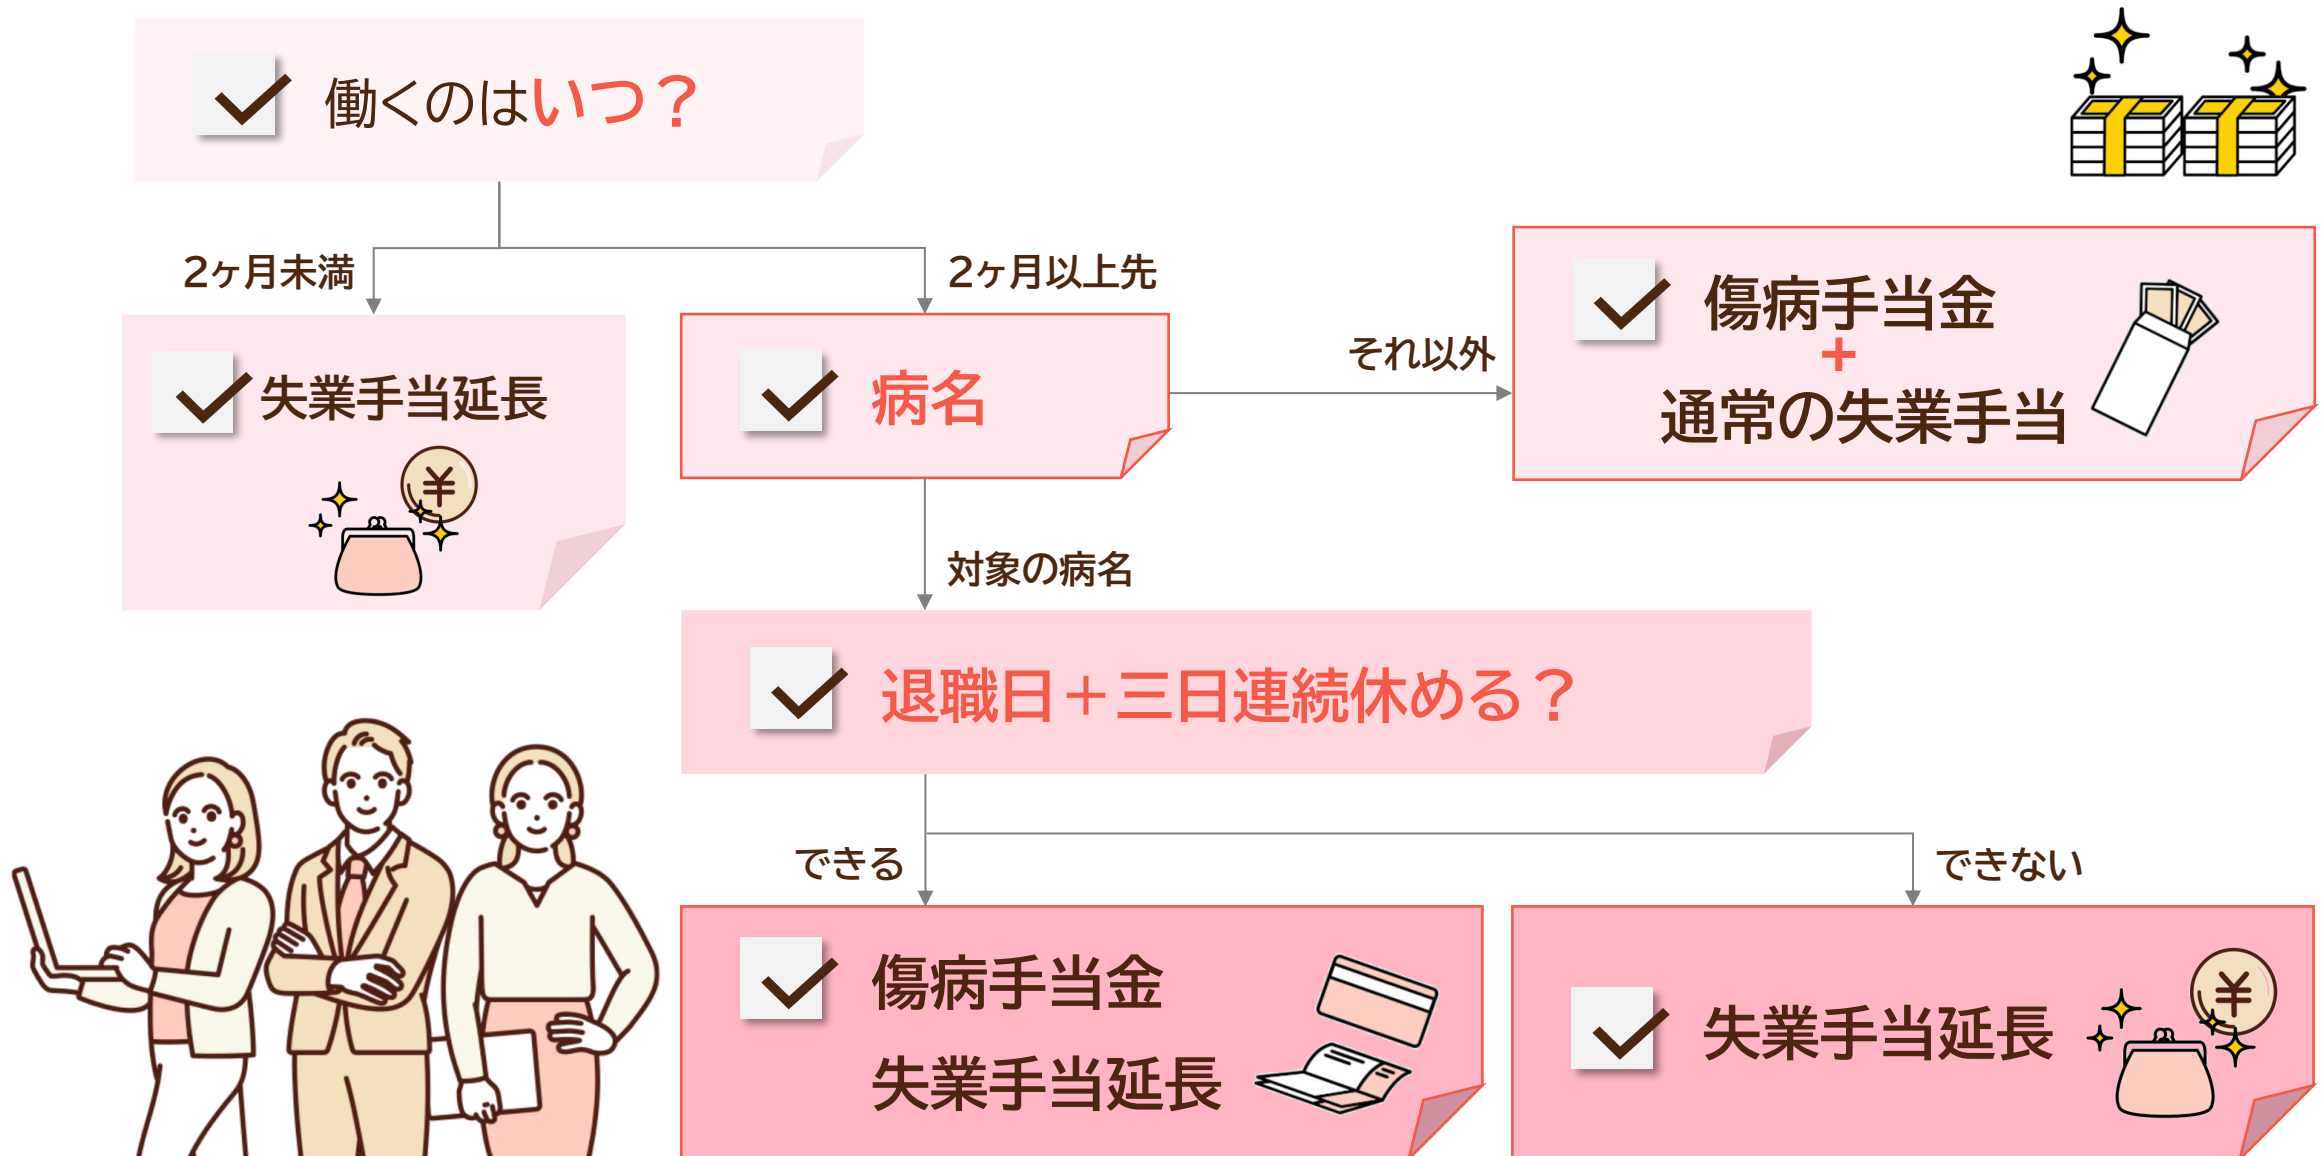 働くのはいつ？
2ヶ月未満
2ヶ月以上先
失業手当延長
¥
病名
それ以外
傷病手当金
+
通常の失業手当
対象の病名
退職日＋三日連続休める？
できる
できない
傷病手当金
失業手当延長
失業手当延長
¥